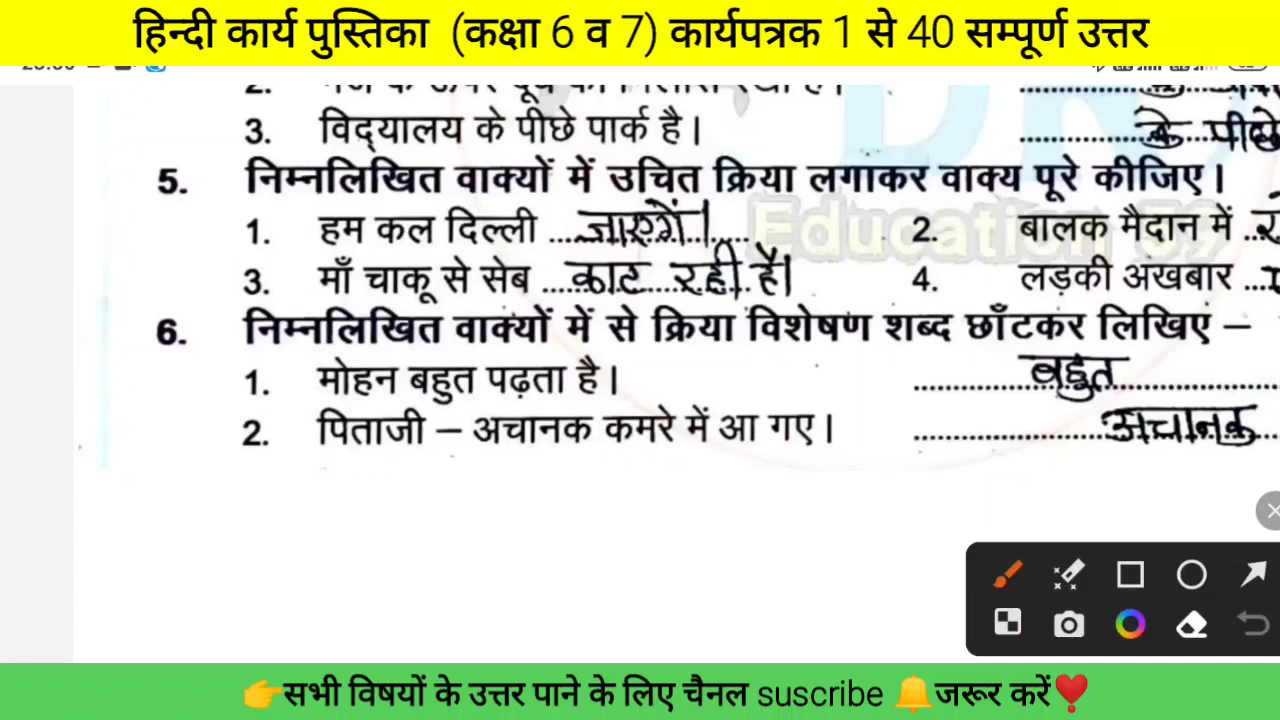 हिन्दी कार्य पुस्तिका (कक्षा 6 व 7) कार्यपत्रक 1 से 40 सम्पूर्ण उत्तर
2.
3. विद्यालय के पीछे पार्क है। के पीछे
5. निम्नलिखित वाक्यों में उचित क्रिया लगाकर वाक्य पूरे कीजिए।
1. हम कल दिल्ली ....जाएगें।.... 2. बालक मैदान में
Education
3. माँ चाकू से सेब ....काट रही है। 4. लड़की अखबार
6. निम्नलिखित वाक्यों में से क्रिया विशेषण शब्द छाँटकर लिखिए –
1. मोहन बहुत पढ़ता है। बहुत
2. पिताजी – अचानक कमरे में आ गए। अचानक
👉सभी विषयों के उत्तर पाने के लिए चैनल suscribe 🔔जरूर करें❣️